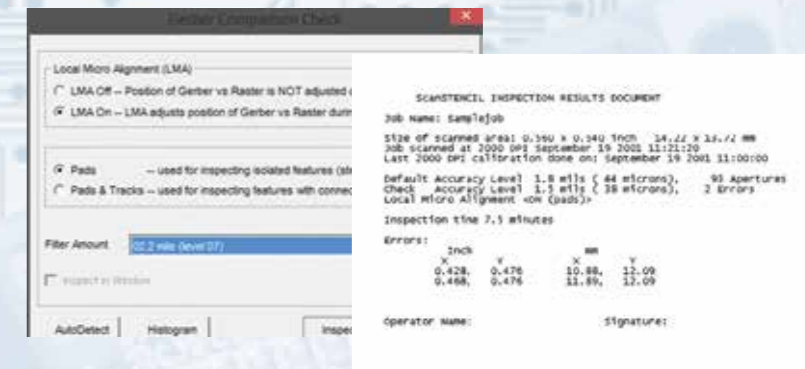 Gerber Comparison Check
Local Micro Alignment (LMA)
LMA Off -- Position of Gerber vs Raster is NOT adjusted
LMA On -- LMA adjusts position of Gerber vs Raster
Pads -- used for inspecting isolated features
Pads & Tracks -- used for inspecting features with
Filter Amount
02.2 mils (level 07)
Inspect in Window
AutoDetect
Histogram
SCANSTENCIL INSPECTION RESULTS DOCUMENT
Job Name: Samplejob
Size of scanned area: 0.560 x 0.540 inch 14.22 x 13.72 mm
Job scanned at 2000 DPI September 19 2001 11:21:20
Last 2000 DPI calibration done on: September 19 2001 11:00:00
Default Accuracy Level 1.8 mils ( 44 microns), 93 Apertures
Check Accuracy Level 1.5 mils ( 38 microns), 2 Errors
Local Micro Alignment <ON (pads)>
Inspection time 7.5 minutes
Errors:
Inch mm
X Y X Y
0.428, 0.476 10.88, 12.09
0.468, 0.476 11.89, 12.09
Operator Name: Signature: